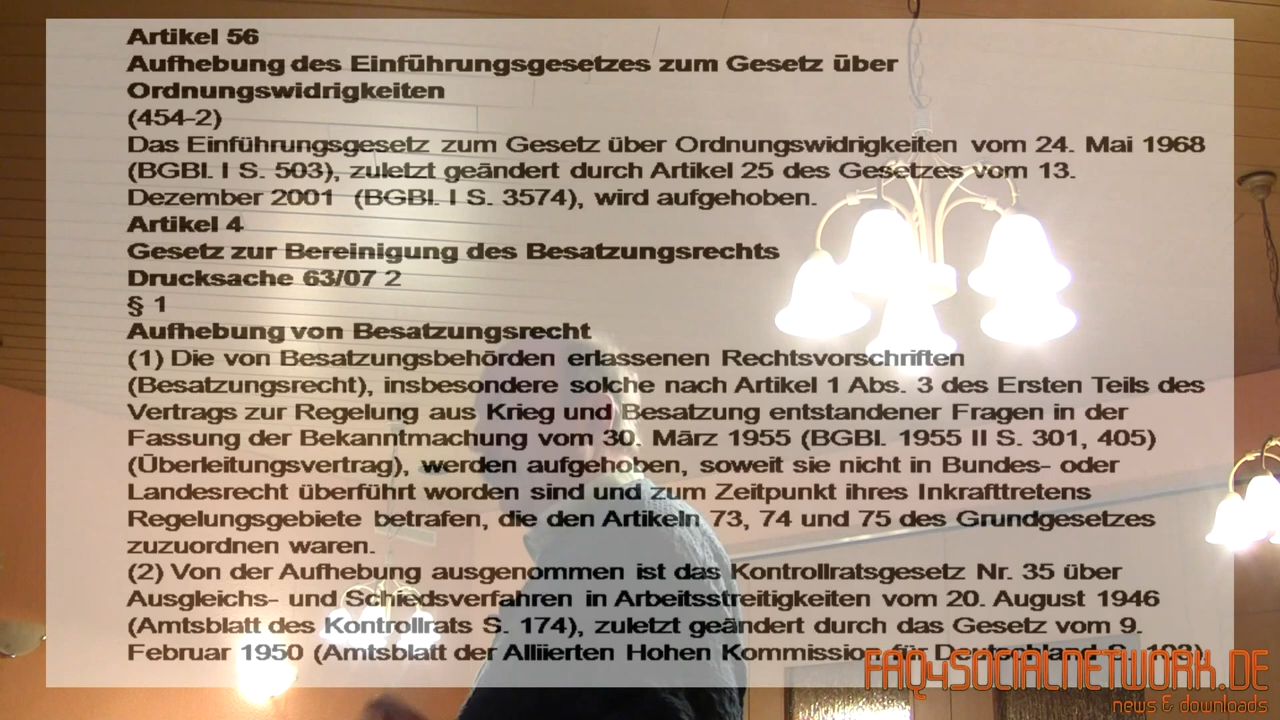 Artikel 56
Aufhebung des Einführungsgesetzes zum Gesetz über
Ordnungswidrigkeiten
(454-2)
Das Einführungsgesetz zum Gesetz über Ordnungswidrigkeiten vom 24. Mai 1968
(BGBl. I S. 503), zuletzt geändert durch Artikel 25 des Gesetzes vom 13.
Dezember 2001 (BGBl. I S. 3574), wird aufgehoben.
Artikel 4
Gesetz zur Bereinigung des Besatzungsrechts
Drucksache 63/07 2
§ 1
Aufhebung von Besatzungsrecht
(1) Die von Besatzungsbehörden erlassenen Rechtsvorschriften
(Besatzungsrecht), insbesondere solche nach Artikel 1 Abs. 3 des Ersten Teils des
Vertrags zur Regelung aus Krieg und Besatzung entstandener Fragen in der
Fassung der Bekanntmachung vom 30. März 1955 (BGBl. 1955 II S. 301, 405)
(Überleitungsvertrag), werden aufgehoben, soweit sie nicht in Bundes- oder
Landesrecht überführt worden sind und zum Zeitpunkt ihres Inkrafttretens
Regelungsgebiete betrafen, die den Artikeln 73, 74 und 75 des Grundgesetzes
zuzuordnen waren.
(2) Von der Aufhebung ausgenommen ist das Kontrollratsgesetz Nr. 35 über
Ausgleichs- und Schiedsverfahren in Arbeitsstreitigkeiten vom 20. August 1946
(Amtsblatt des Kontrollrats S. 174), zuletzt geändert durch das Gesetz vom 9.
Februar 1950 (Amtsblatt der Alliierten Hohen Kommission für Deutschland S.
FAQ4SOCIALNETWORK.DE
news & downloads